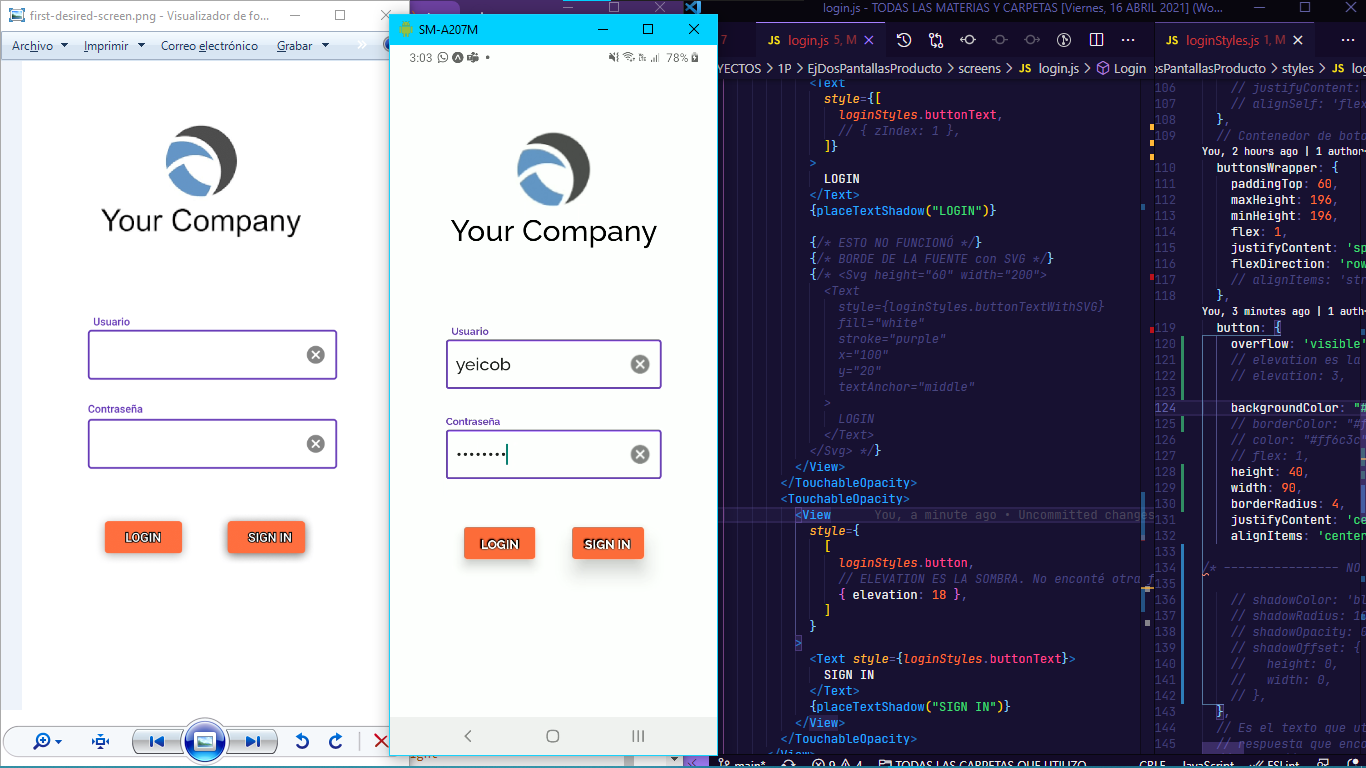 first-desired-screen.png - Visualizador de fo...
Archivo
Imprimir
Correo electrónico
Grabar
»
Your Company
Usuario
Contraseña
LOGIN
SIGN IN
SM-A207M
3:03
78%
Your Company
Usuario
yeicob
Contraseña
••••••••
LOGIN
SIGN IN
login.js - TODAS LAS MATERIAS Y CARPETAS [Viernes, 16 ABRIL 2021] (Wo...
7
JS login.js 5, M
YECTOS > 1P > EjDosPantallasProducto > screens > JS login.js > Login
<Text
style={[
loginStyles.buttonText,
// { zIndex: 1 },
]}
>
LOGIN
</Text>
{placeTextShadow("LOGIN")}
{/* ESTO NO FUNCIONÓ */}
{/* BORDE DE LA FUENTE con SVG */}
{/* <Svg height="60" width="200">
<Text
style={loginStyles.buttonTextWithSVG}
fill="white"
stroke="purple"
x="100"
y="20"
textAnchor="middle"
>
LOGIN
</Text>
</Svg> */}
</View>
</TouchableOpacity>
<TouchableOpacity>
<View You, a minute ago • Uncommitted changes
style={
[
loginStyles.button,
// ELEVATION ES LA SOMBRA. No enconté otra f
{ elevation: 18 },
]
}
>
<Text style={loginStyles.buttonText}>
SIGN IN
</Text>
{placeTextShadow("SIGN IN")}
</View>
</TouchableOpacity>
JS loginStyles.js 1, M
osPantallasProducto > styles > JS log
106 // justifyContent:
107 // alignSelf: 'flex
108 },
109 // Contenedor de boto
You, 2 hours ago | 1 author
110 buttonsWrapper: {
111 paddingTop: 60,
112 maxHeight: 196,
113 minHeight: 196,
114 flex: 1,
115 justifyContent: 'sp
116 flexDirection: 'row
117 // alignItems: 'str
118 },
You, 3 minutes ago | 1 auth
119 button: {
120 overflow: 'visible'
121 // elevation es la
122 // elevation: 3,
123
124 backgroundColor: "#
125 // borderColor: "#f
126 // color: "#ff6c3c"
127 // flex: 1,
128 height: 40,
129 width: 90,
130 borderRadius: 4,
131 justifyContent: 'ce
132 alignItems: 'center
133
134 /* --------------- NO
135
136 // shadowColor: 'bl
137 // shadowRadius: 10
138 // shadowOpacity: 0
139 // shadowOffset: {
140 // height: 0,
141 // width: 0,
142 // },
143 },
144 // Es el texto que ut
145 // respuesta que enco
main*
9
4
TODAS LAS CARPETAS QUE UTILIZO
CRLF
JavaScript
ESLint